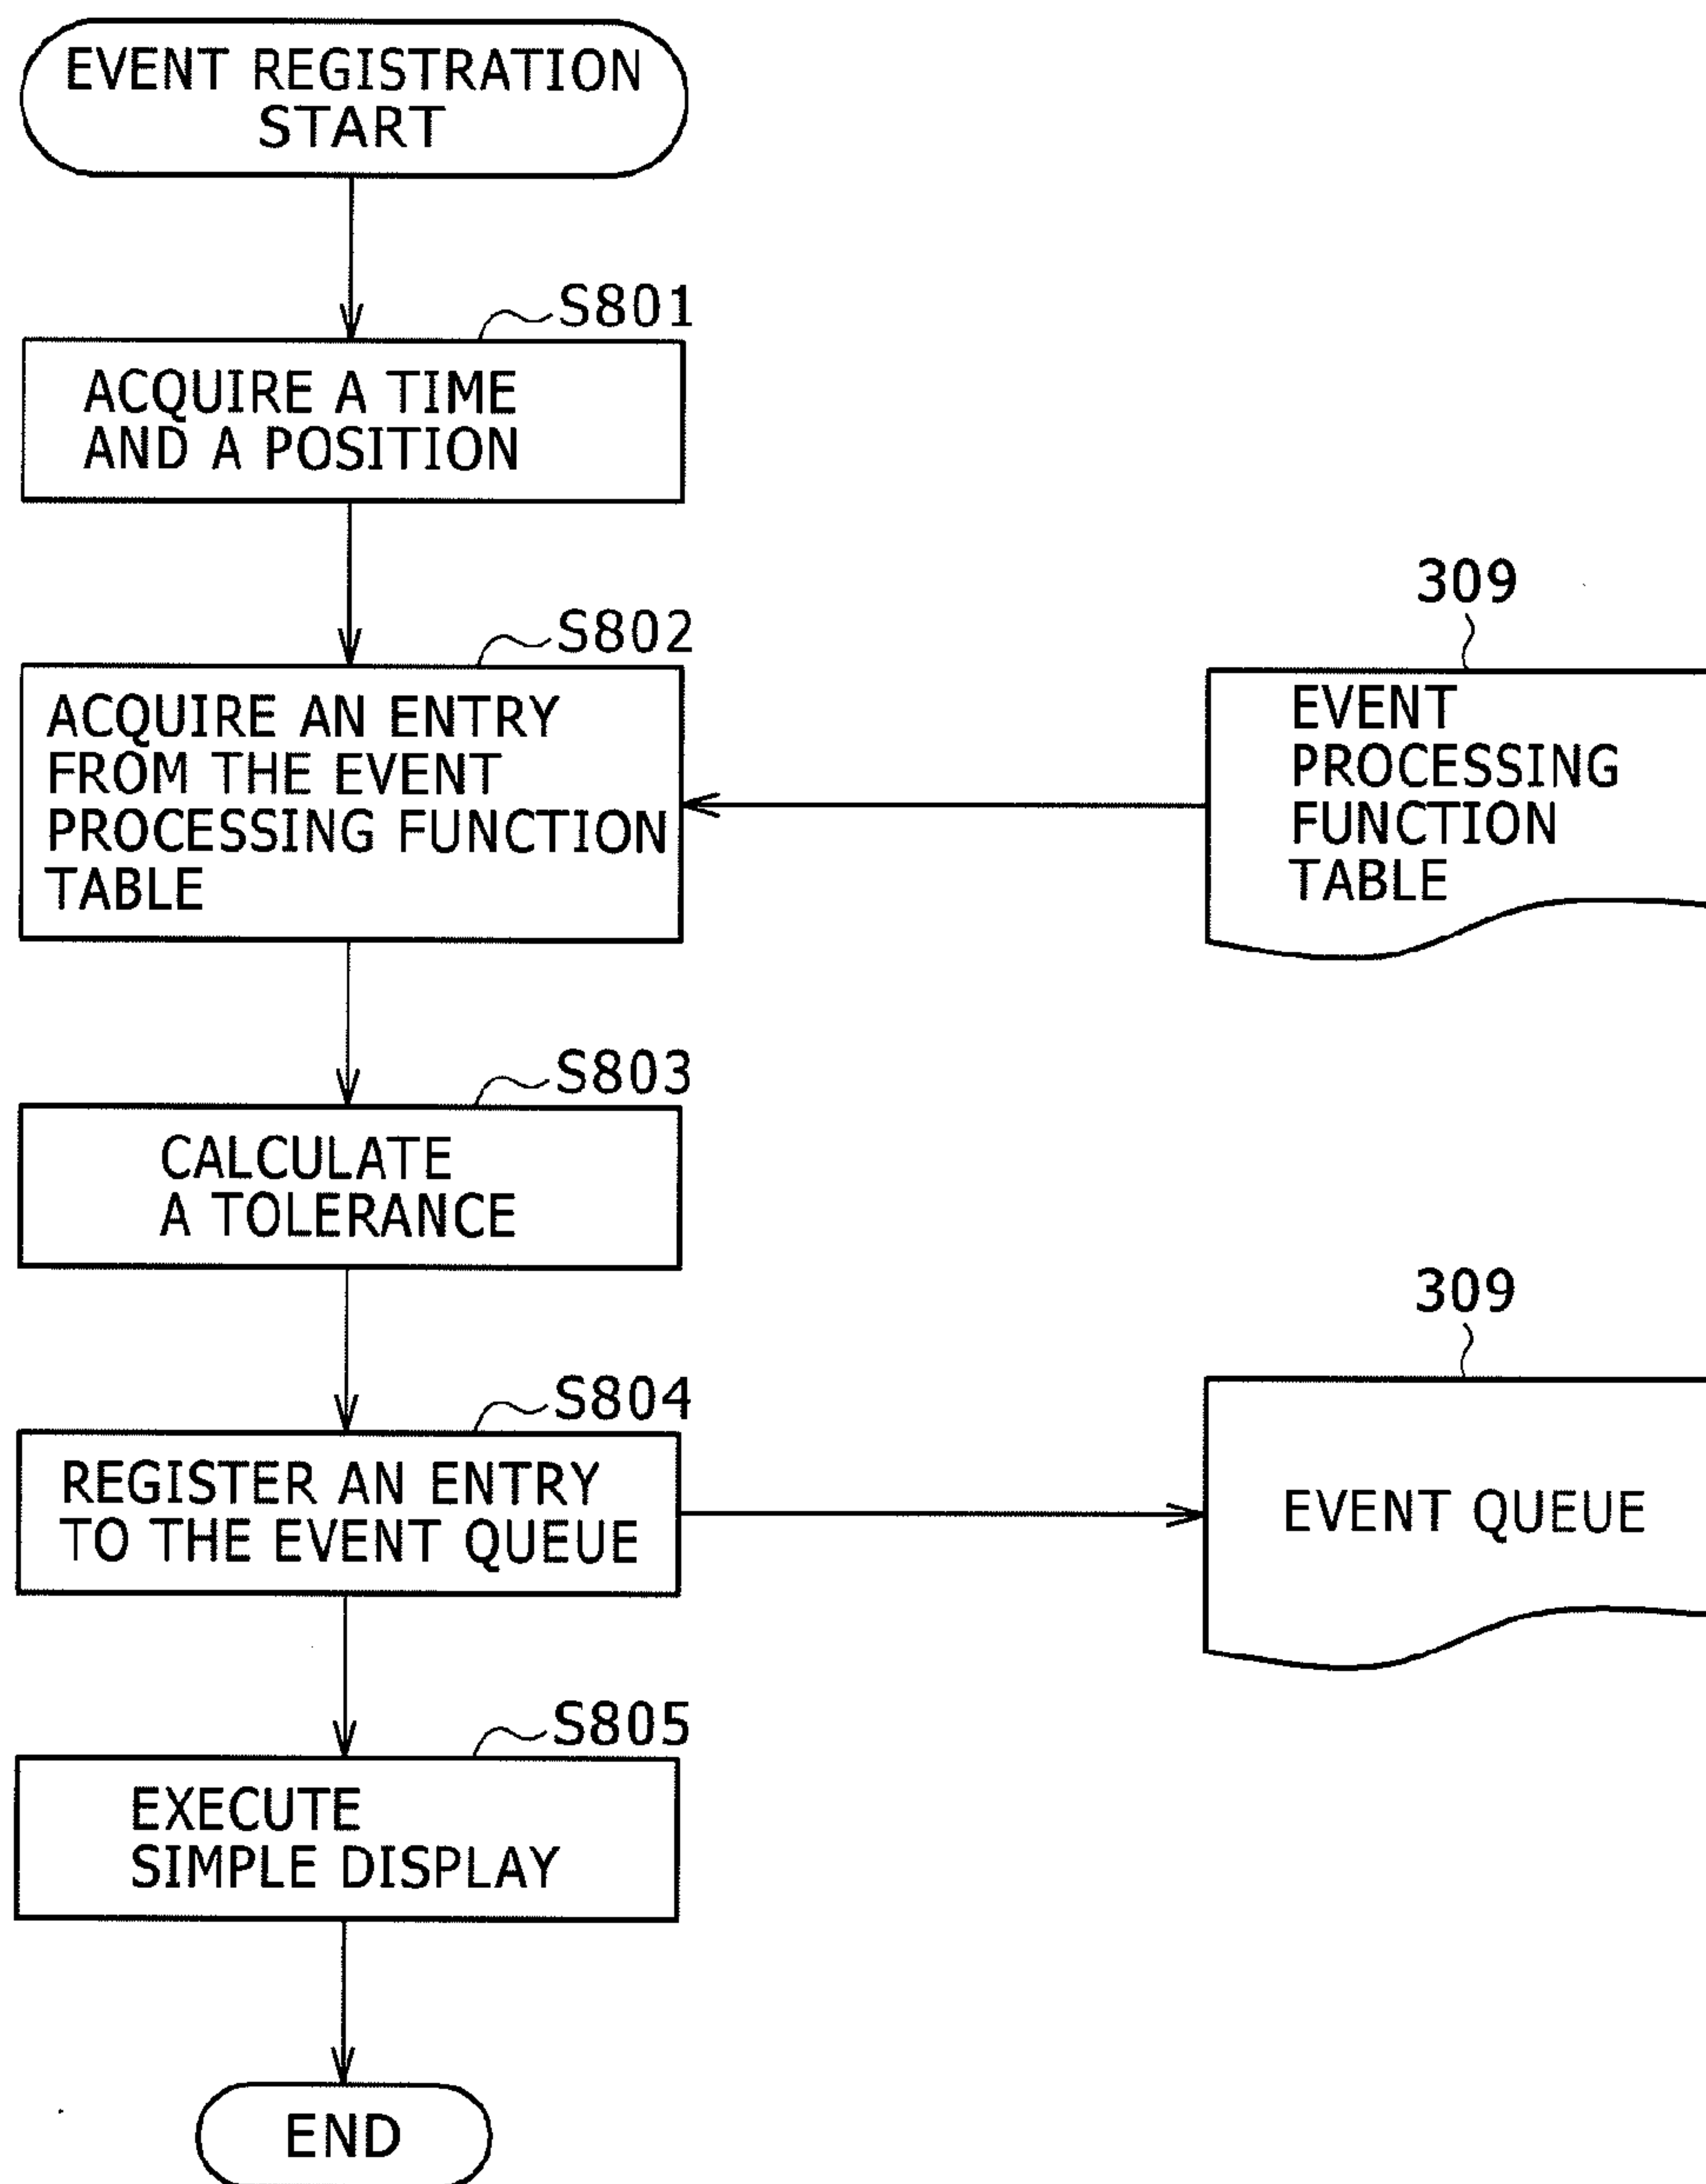 EVENT REGISTRATION
START
S801
ACQUIRE A TIME
AND A POSITION
S802
ACQUIRE AN ENTRY
FROM THE EVENT
PROCESSING FUNCTION
TABLE
309
EVENT
PROCESSING
FUNCTION
TABLE
S803
CALCULATE
A TOLERANCE
S804
REGISTER AN ENTRY
TO THE EVENT QUEUE
309
EVENT QUEUE
S805
EXECUTE
SIMPLE DISPLAY
END